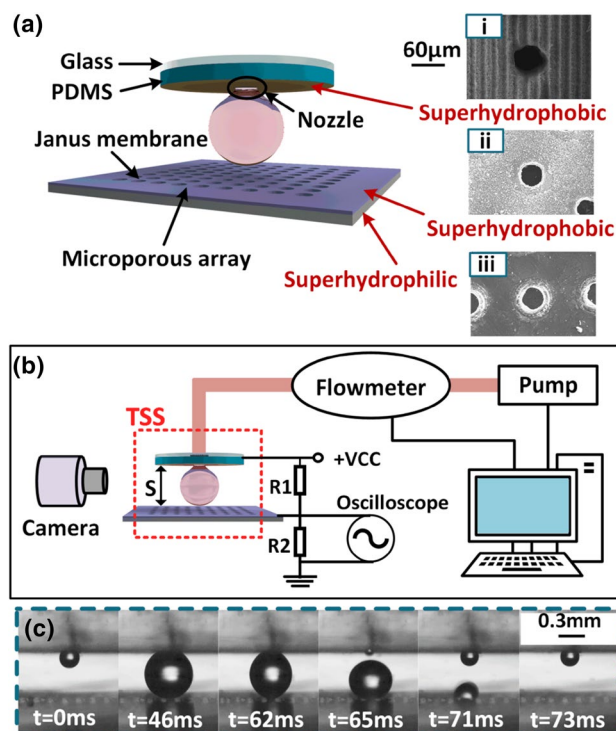 (a)
Glass
PDMS
Nozzle
Superhydrophobic
Janus membrane
Microporous array
Superhydrophobic
Superhydrophilic
60μm
i
ii
iii
(b)
TSS
S
Camera
Flowmeter
Pump
+VCC
R1
R2
Oscilloscope
(c)
0.3mm
t=0ms
t=46ms
t=62ms
t=65ms
t=71ms
t=73ms